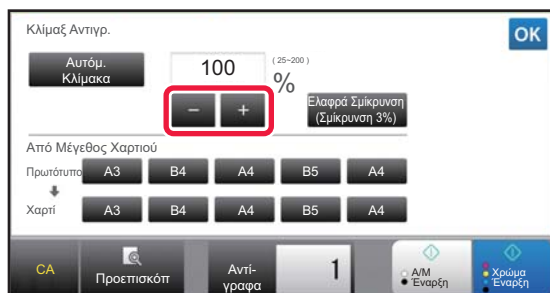 Κλίμαξ Αντιγρ.
OK
Αυτόμ.
Κλίμακα
100
( 25~200 )
%
− +
Ελαφρά Σμίκρυνση
(Σμίκρυνση 3%)
Από Μέγεθος Χαρτιού
Πρωτότυπο A3 B4 A4 B5 A4
Χαρτί A3 B4 A4 B5 A4
CA
Προεπισκόπ
Αντί-
γραφα
1
Α/Μ
Έναρξη
Χρώμα
Έναρξη